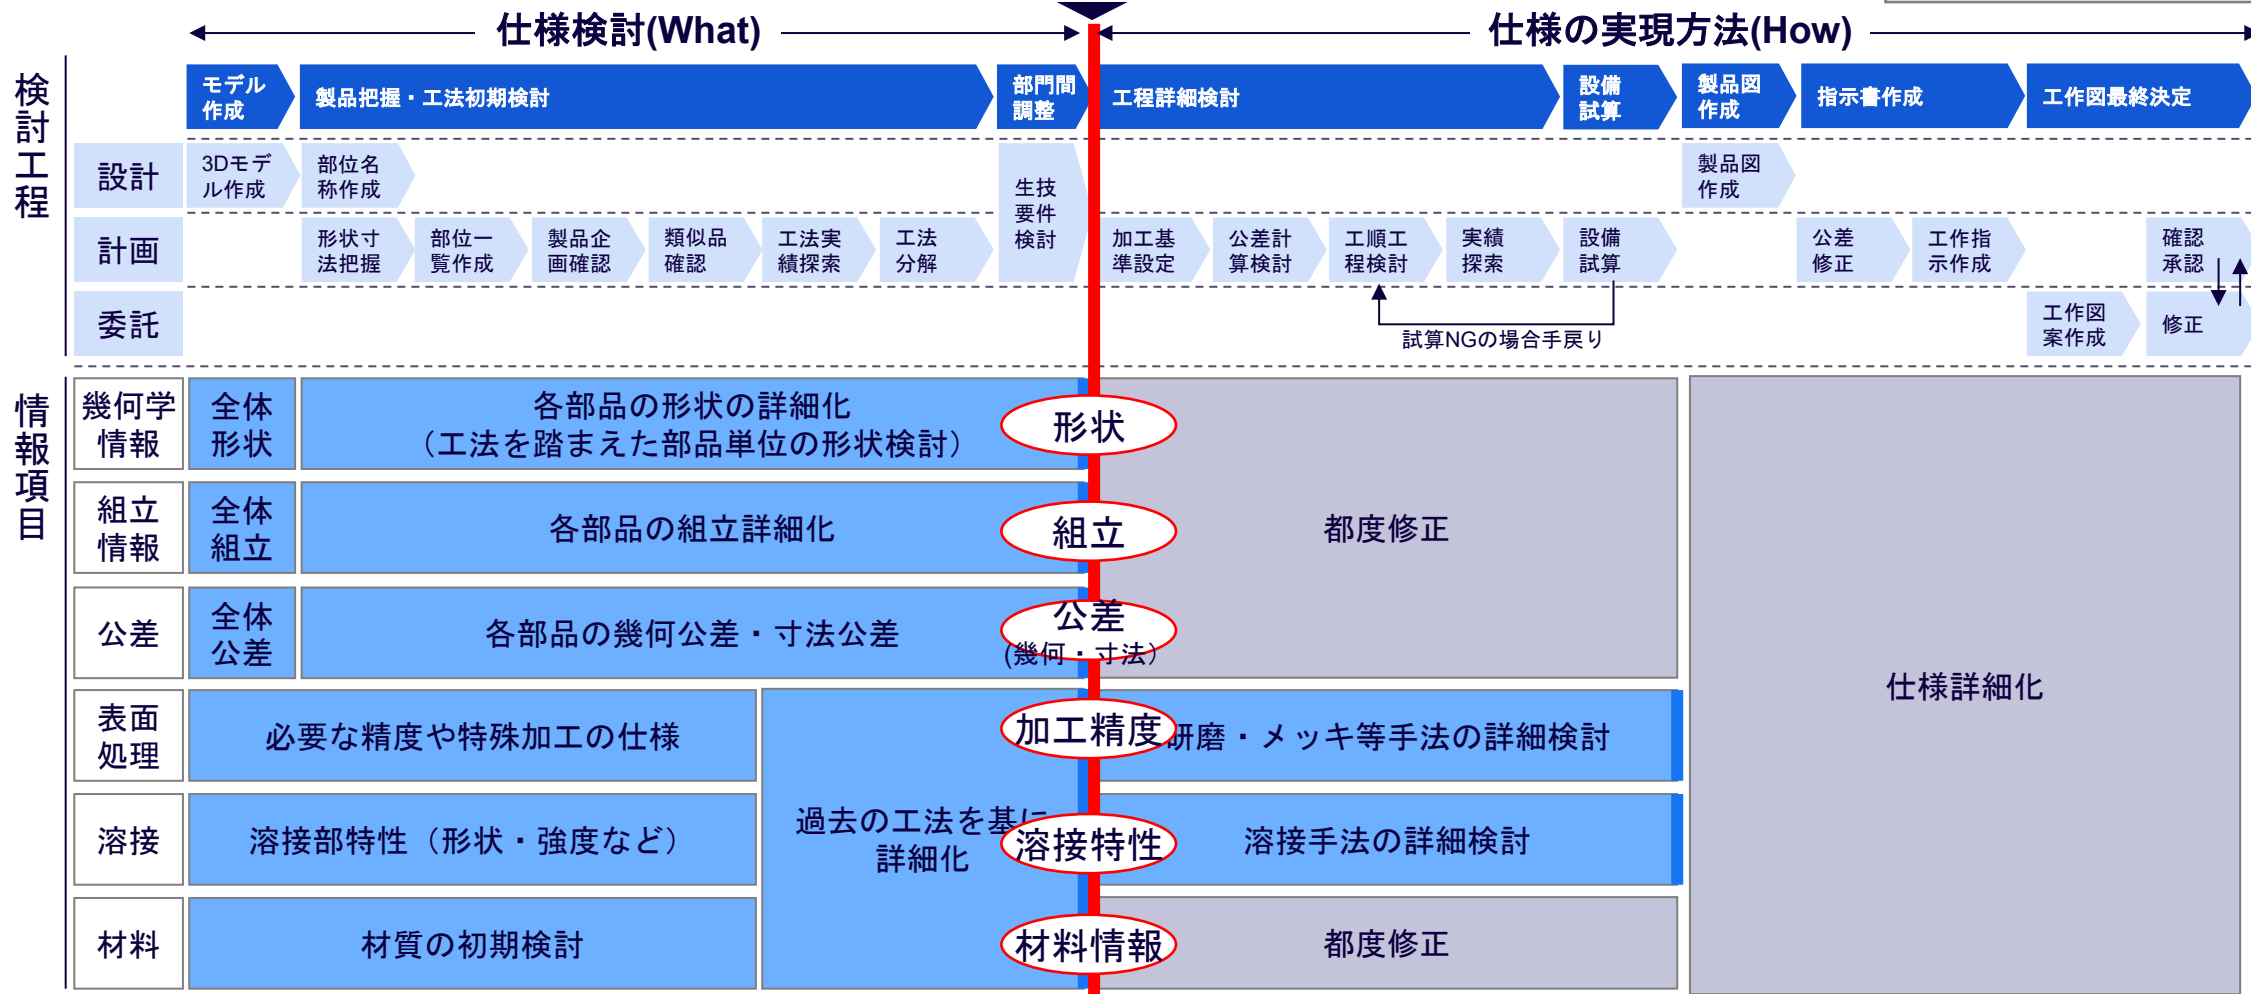 仕様検討(What)
仕様の実現方法(How)
検討工程
モデル
作成
製品把握・工法初期検討
部門間
調整
工程詳細検討
設備
試算
製品図
作成
指示書作成
工作図最終決定
設計
3Dモデ
ル作成
部位名
称作成
生技
要件
検討
製品図
作成
計画
形状寸
法把握
部位一
覧作成
製品企
画確認
類似品
確認
工法実
績探索
工法
分解
加工基
準設定
公差計
算検討
工順工
程検討
実績
探索
設備
試算
公差
修正
工作指
示作成
確認
承認
委託
試算NGの場合手戻り
工作図
案作成
修正
情報項目
幾何学
情報
全体
形状
各部品の形状の詳細化
（工法を踏まえた部品単位の形状検討）
形状
組立
情報
全体
組立
各部品の組立詳細化
組立
都度修正
公差
全体
公差
各部品の幾何公差・寸法公差
公差
(幾何・寸法）
仕様詳細化
表面
処理
必要な精度や特殊加工の仕様
加工精度
研磨・メッキ等手法の詳細検討
溶接
溶接部特性（形状・強度など）
過去の工法を基に
詳細化
溶接特性
溶接手法の詳細検討
材料
材質の初期検討
材料情報
都度修正